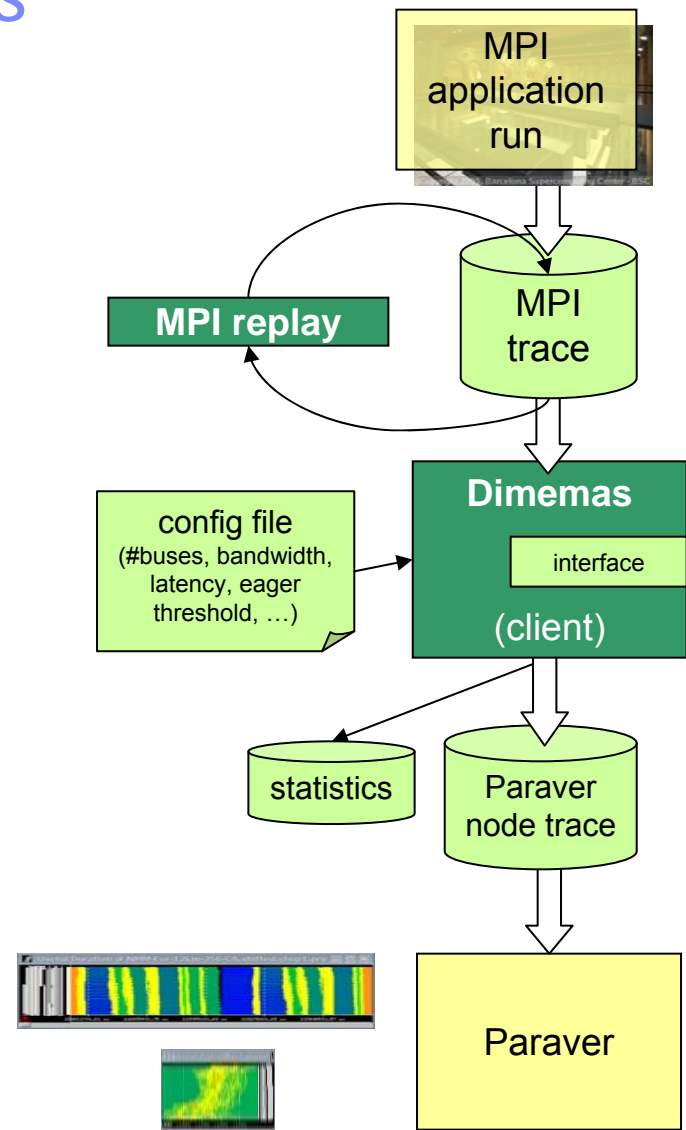 s
MPI
application
run
MPI replay
MPI
trace
Dimemas
config file
(#buses, bandwidth,
latency, eager
threshold, …)
interface
(client)
statistics
Paraver
node trace
Paraver